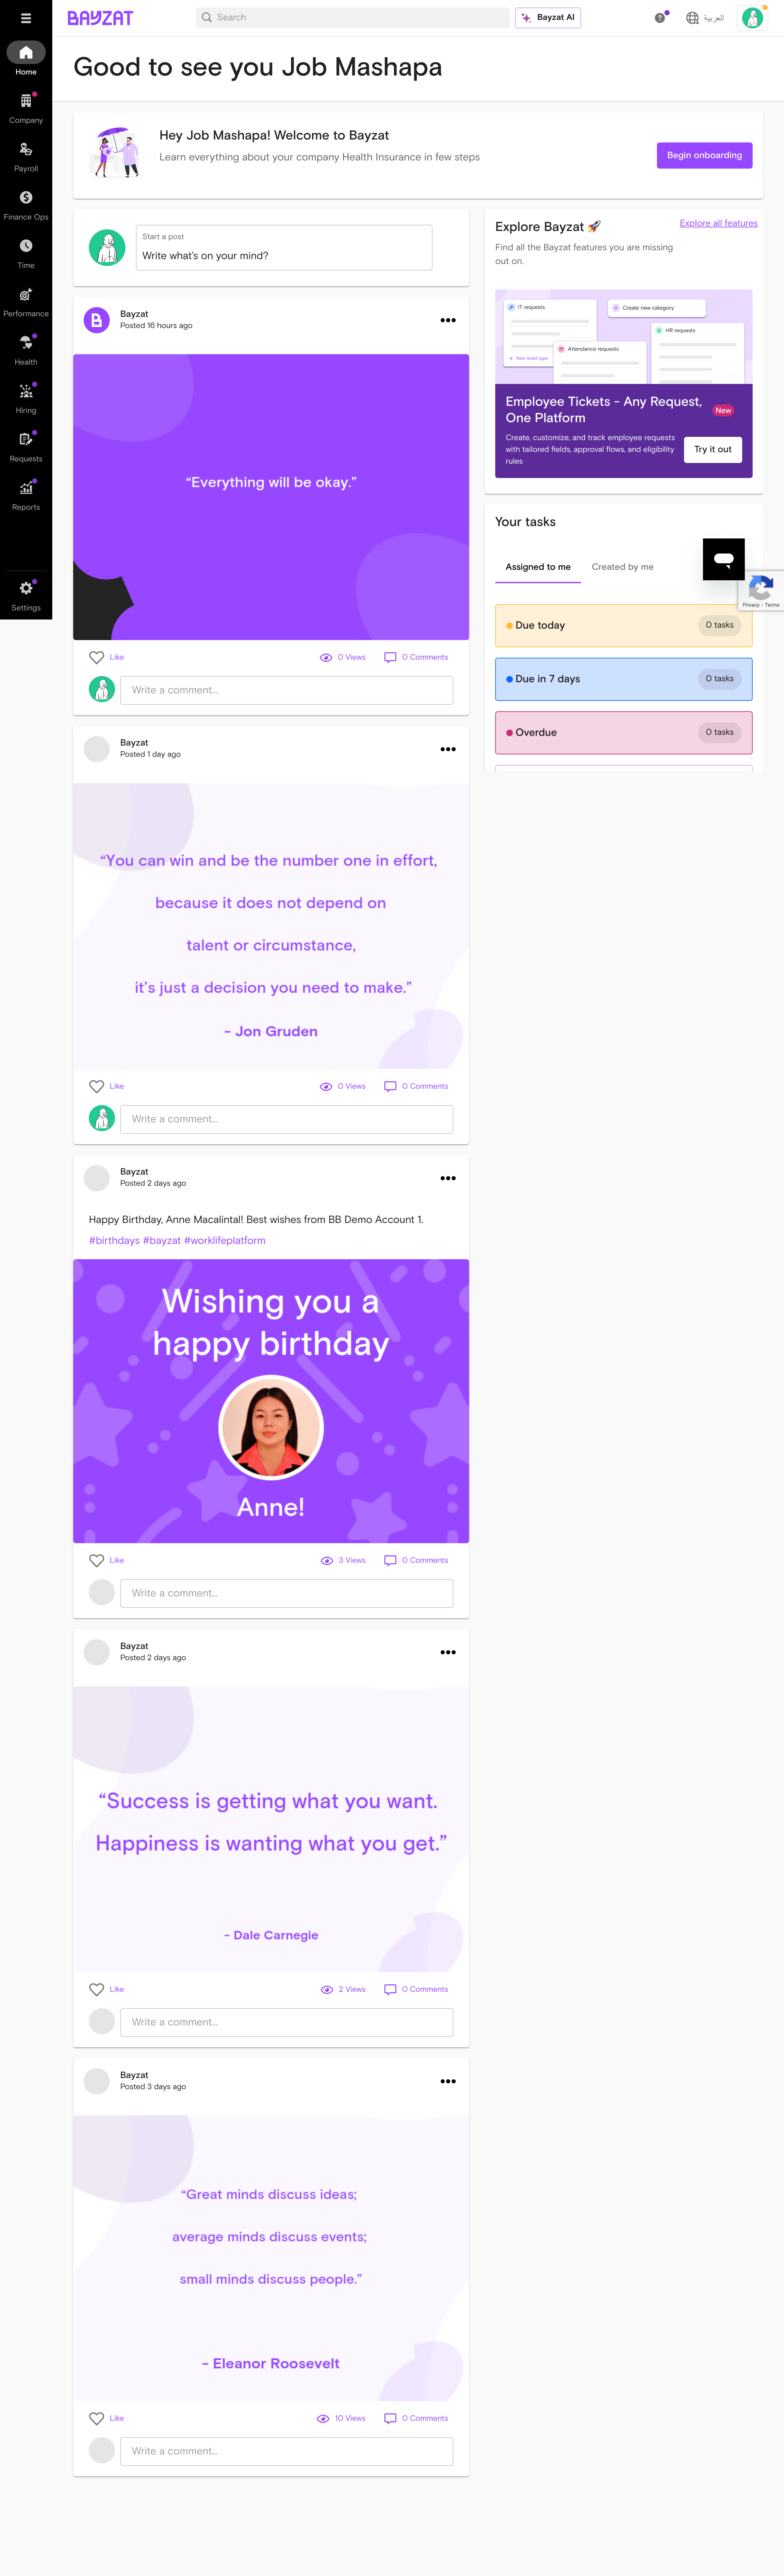 BAYZAT
Search
Bayzat AI
العربية
Home
Company
Payroll
Finance Ops
Time
Performance
Health
Hiring
Requests
Reports
Settings
Good to see you Job Mashapa
Hey Job Mashapa! Welcome to Bayzat
Learn everything about your company Health Insurance in few steps
Begin onboarding
Start a post
Write what's on your mind?
Explore Bayzat 🚀
Explore all features
Find all the Bayzat features you are missing
out on.
IT requests
Create new category
HR requests
Attendance requests
+ New ticket type
Employee Tickets - Any Request,
One Platform
New
Create, customize, and track employee requests
with tailored fields, approval flows, and eligibility
rules
Try it out
Your tasks
Assigned to me
Created by me
Privacy - Terms
Due today
0 tasks
Due in 7 days
0 tasks
Overdue
0 tasks
B
Bayzat
Posted 16 hours ago
“Everything will be okay.”
Like
0 Views
0 Comments
Write a comment...
Bayzat
Posted 1 day ago
“You can win and be the number one in effort,
because it does not depend on
talent or circumstance,
it’s just a decision you need to make.”
- Jon Gruden
Like
0 Views
0 Comments
Write a comment...
Bayzat
Posted 2 days ago
Happy Birthday, Anne Macalintal! Best wishes from BB Demo Account 1.
#birthdays #bayzat #worklifeplatform
Wishing you a
happy birthday
Anne!
Like
3 Views
0 Comments
Write a comment...
Bayzat
Posted 2 days ago
“Success is getting what you want.
Happiness is wanting what you get.”
- Dale Carnegie
Like
2 Views
0 Comments
Write a comment...
Bayzat
Posted 3 days ago
“Great minds discuss ideas;
average minds discuss events;
small minds discuss people.”
- Eleanor Roosevelt
Like
10 Views
0 Comments
Write a comment...